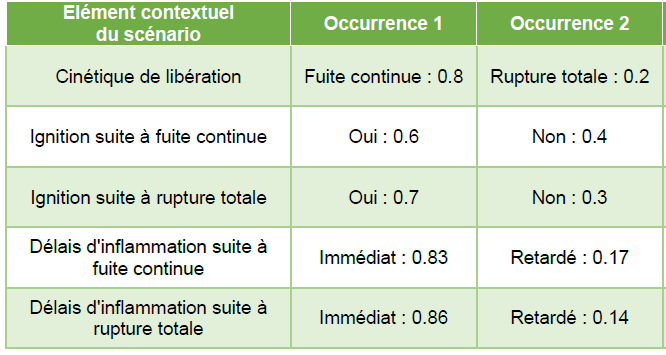 Elément contextuel
du scénario
Occurrence 1
Occurrence 2
Cinétique de libération
Fuite continue : 0.8
Rupture totale : 0.2
Ignition suite à fuite continue
Oui : 0.6
Non : 0.4
Ignition suite à rupture totale
Oui : 0.7
Non : 0.3
Délais d'inflammation suite à
fuite continue
Immédiat : 0.83
Retardé : 0.17
Délais d'inflammation suite à
rupture totale
Immédiat : 0.86
Retardé : 0.14